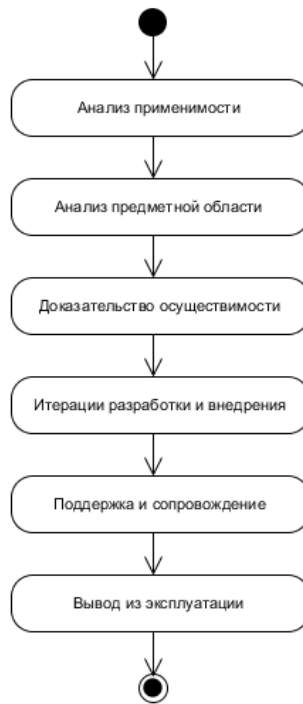 Анализ применимости
Анализ предметной области
Доказательство осуществимости
Итерации разработки и внедрения
Поддержка и сопровождение
Вывод из эксплуатации